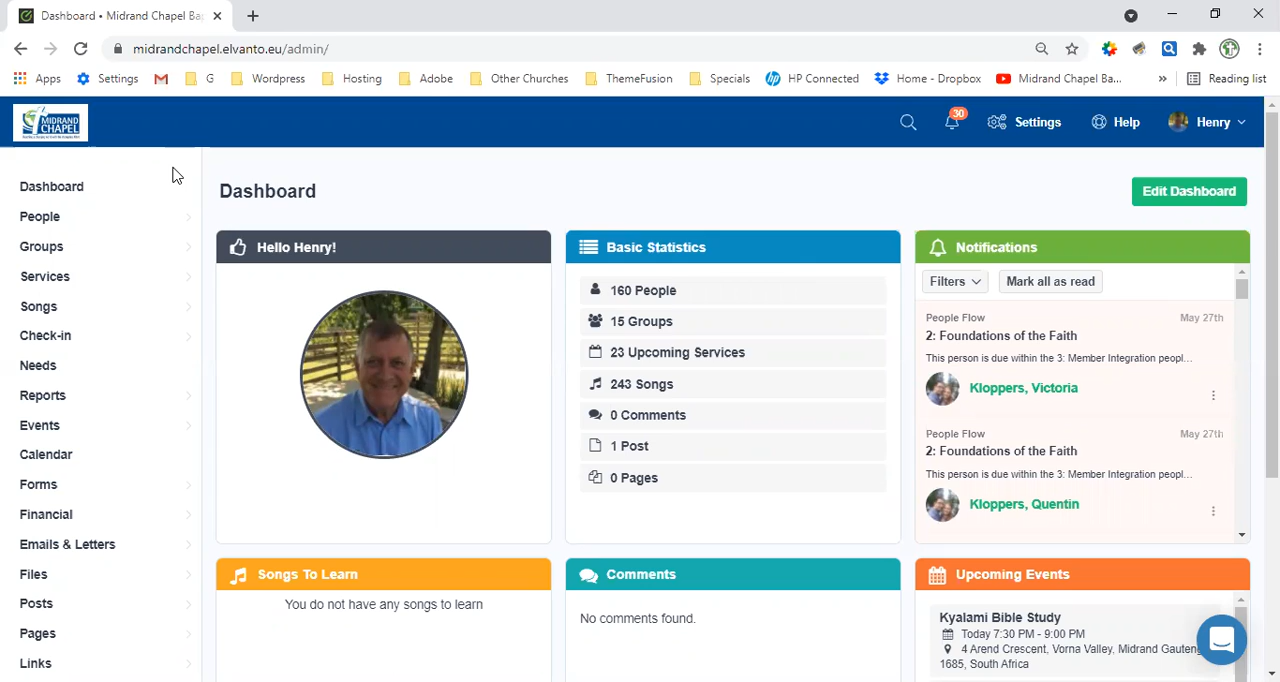 Dashboard • Midrand Chapel Bap
midrandchapel.elvanto.eu/admin/
Apps Settings G Wordpress Hosting Adobe Other Churches ThemeFusion Specials HP Connected Home - Dropbox Midrand Chapel Ba... » Reading list
MIDRAND CHAPEL
30
Settings Help Henry
Dashboard
People
Groups
Services
Songs
Check-in
Needs
Reports
Events
Calendar
Forms
Financial
Emails & Letters
Files
Posts
Pages
Links
Dashboard
Edit Dashboard
Hello Henry!
Basic Statistics
160 People
15 Groups
23 Upcoming Services
243 Songs
0 Comments
1 Post
0 Pages
Notifications
Filters Mark all as read
People Flow May 27th
2: Foundations of the Faith
This person is due within the 3: Member Integration peopl...
Kloppers, Victoria
People Flow May 27th
2: Foundations of the Faith
This person is due within the 3: Member Integration peopl...
Kloppers, Quentin
Songs To Learn
You do not have any songs to learn
Comments
No comments found.
Upcoming Events
Kyalami Bible Study
Today 7:30 PM - 9:00 PM
4 Arend Crescent, Vorna Valley, Midrand Gauteng
1685, South Africa